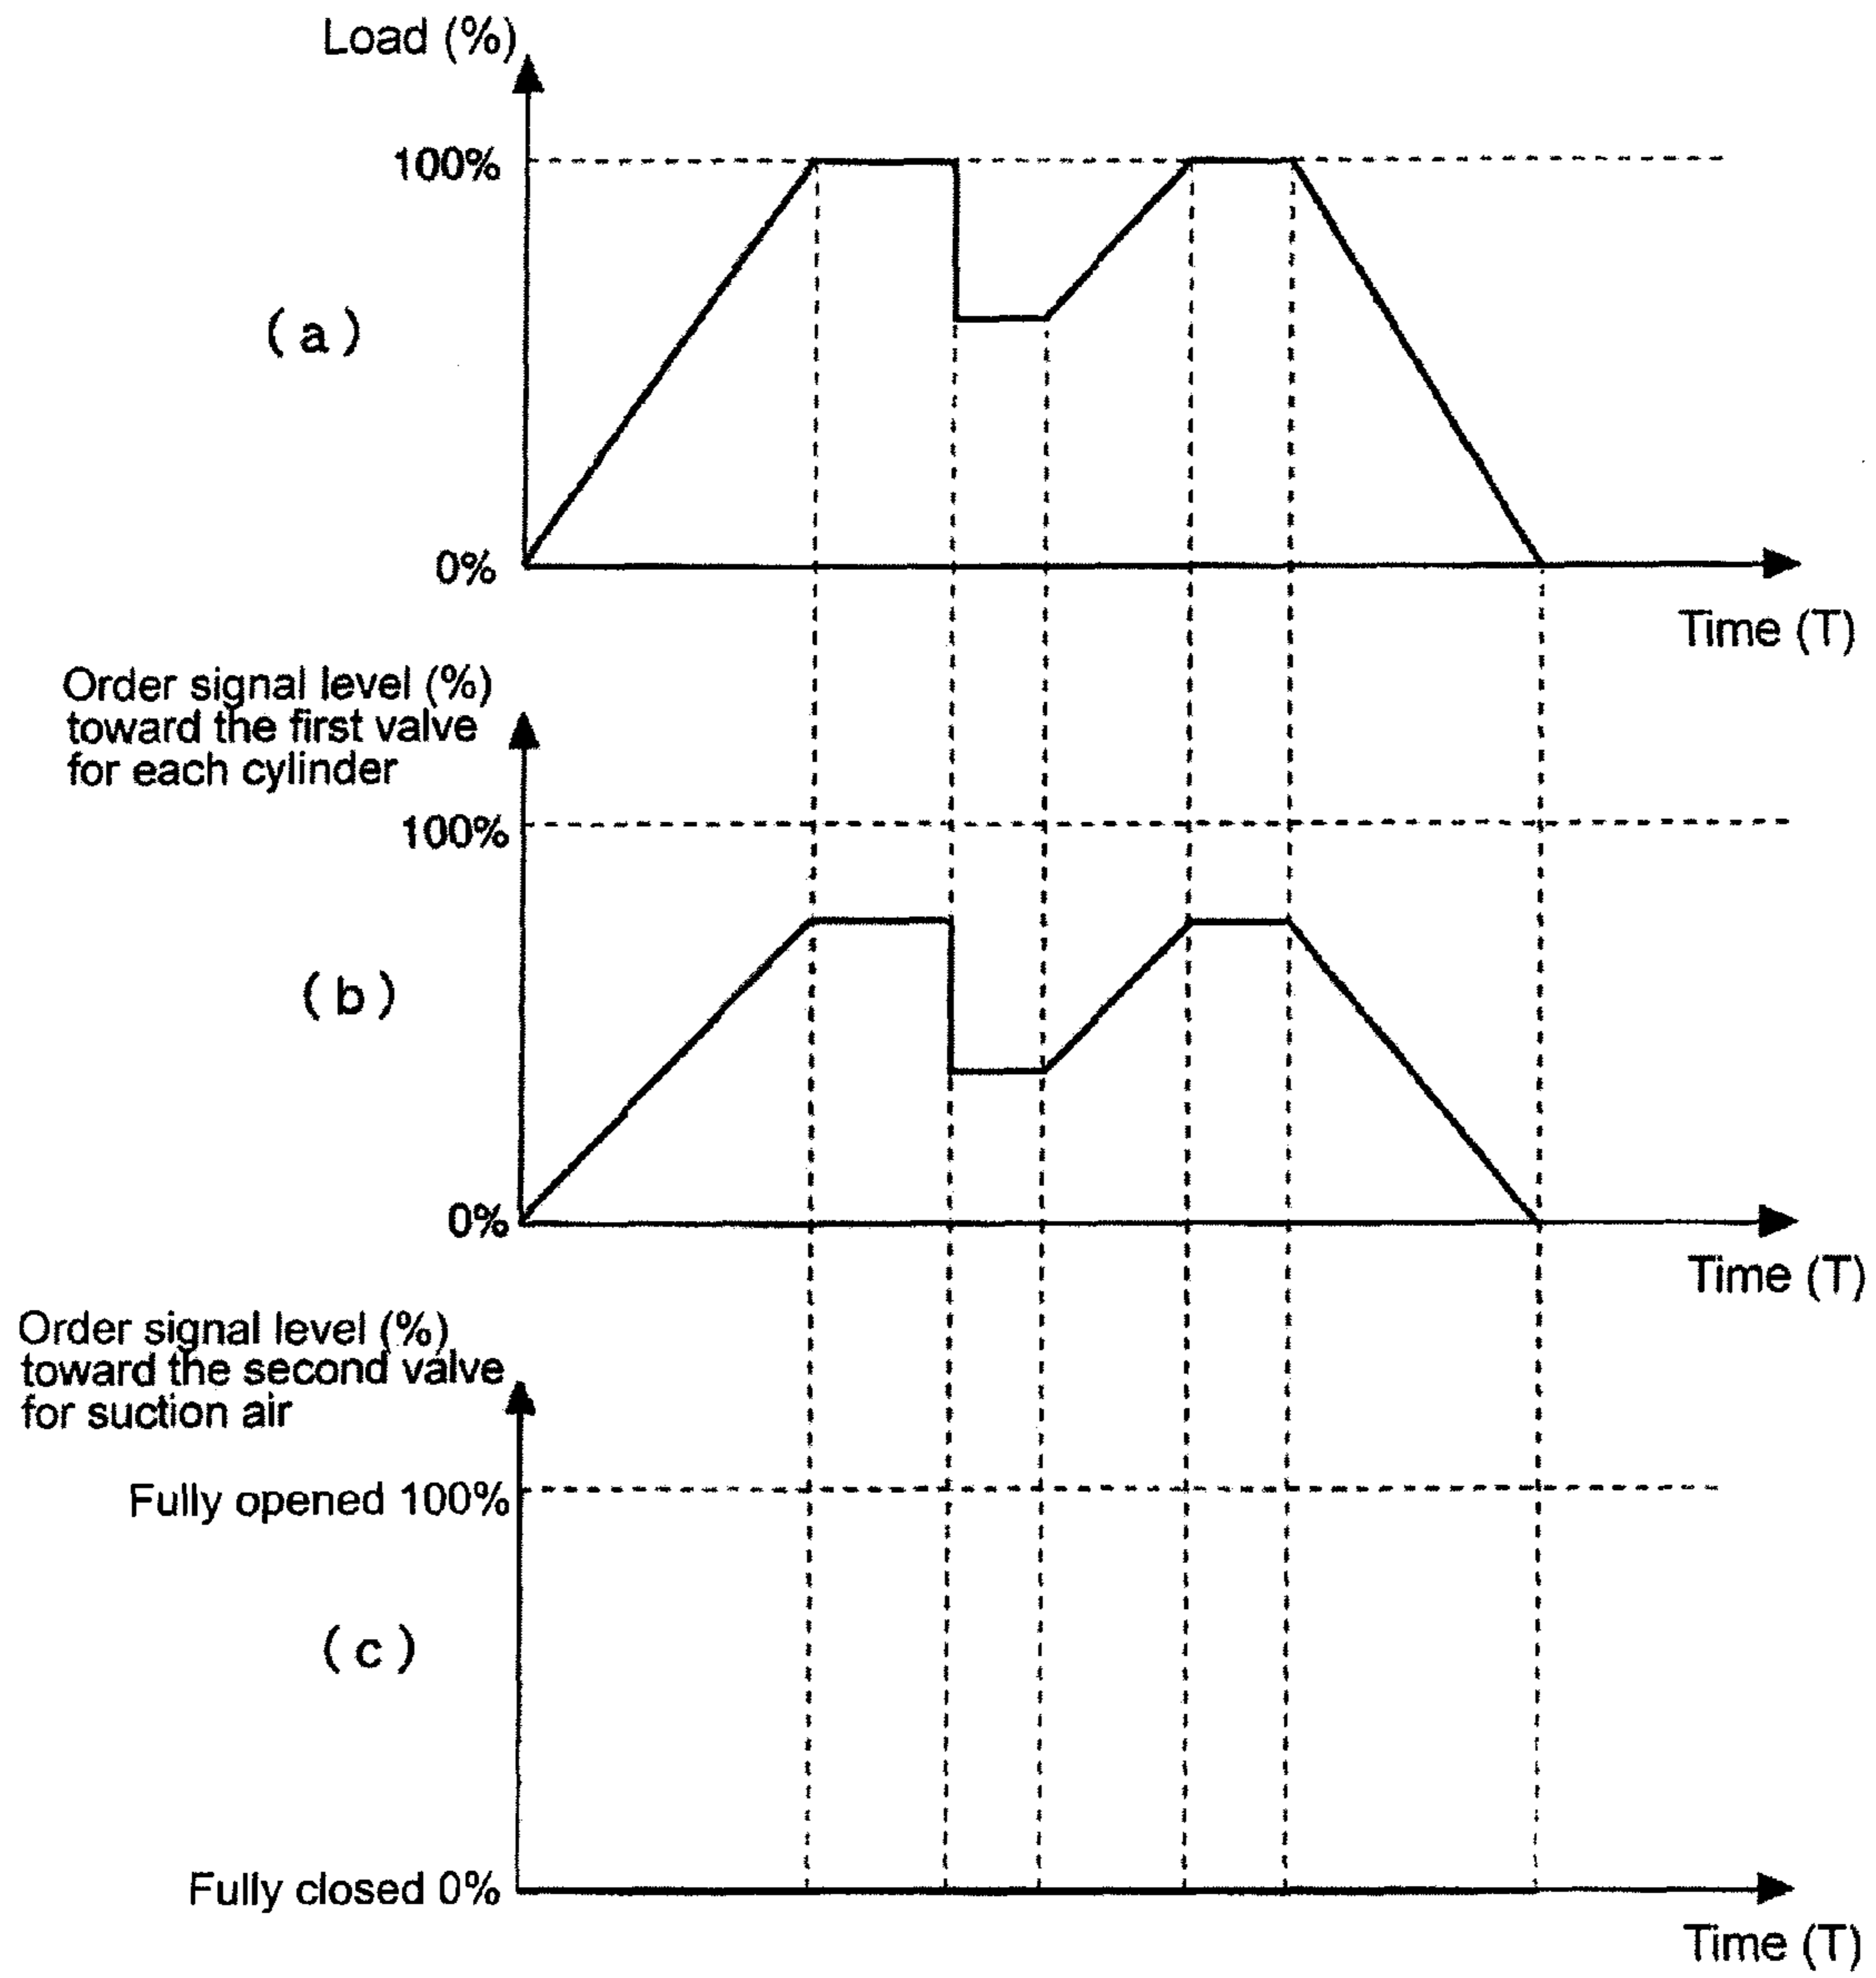 Load (%)
100%
( a )
0%
Time (T)
Order signal level (%)
toward the first valve
for each cylinder
100%
( b )
0%
Time (T)
Order signal level (%)
toward the second valve
for suction air
Fully opened 100%
( c )
Fully closed 0%
Time (T)